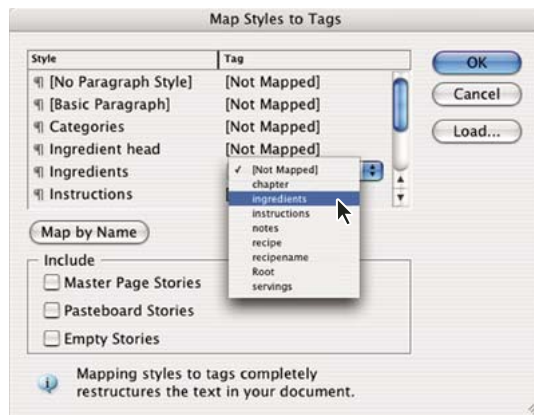 Map Styles to Tags
Style Tag
¶ [No Paragraph Style] [Not Mapped]
¶ [Basic Paragraph] [Not Mapped]
¶ Categories [Not Mapped]
¶ Ingredient head [Not Mapped]
¶ Ingredients
¶ Instructions
✓ [Not Mapped]
chapter
ingredients
instructions
notes
recipe
recipename
Root
servings
OK
Cancel
Load...
Map by Name
Include
Master Page Stories
Pasteboard Stories
Empty Stories
Mapping styles to tags completely
restructures the text in your document.